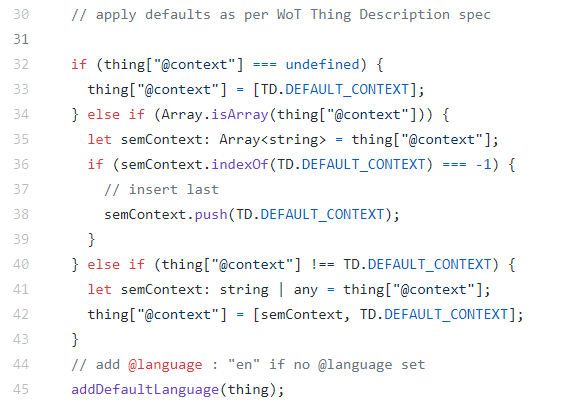 30 // apply defaults as per WoT Thing Description spec
31
32 if (thing["@context"] === undefined) {
33 thing["@context"] = [TD.DEFAULT_CONTEXT];
34 } else if (Array.isArray(thing["@context"])) {
35 let semContext: Array<string> = thing["@context"];
36 if (semContext.indexOf(TD.DEFAULT_CONTEXT) === -1) {
37 // insert last
38 semContext.push(TD.DEFAULT_CONTEXT);
39 }
40 } else if (thing["@context"] !== TD.DEFAULT_CONTEXT) {
41 let semContext: string | any = thing["@context"];
42 thing["@context"] = [semContext, TD.DEFAULT_CONTEXT];
43 }
44 // add @language : "en" if no @language set
45 addDefaultLanguage(thing);